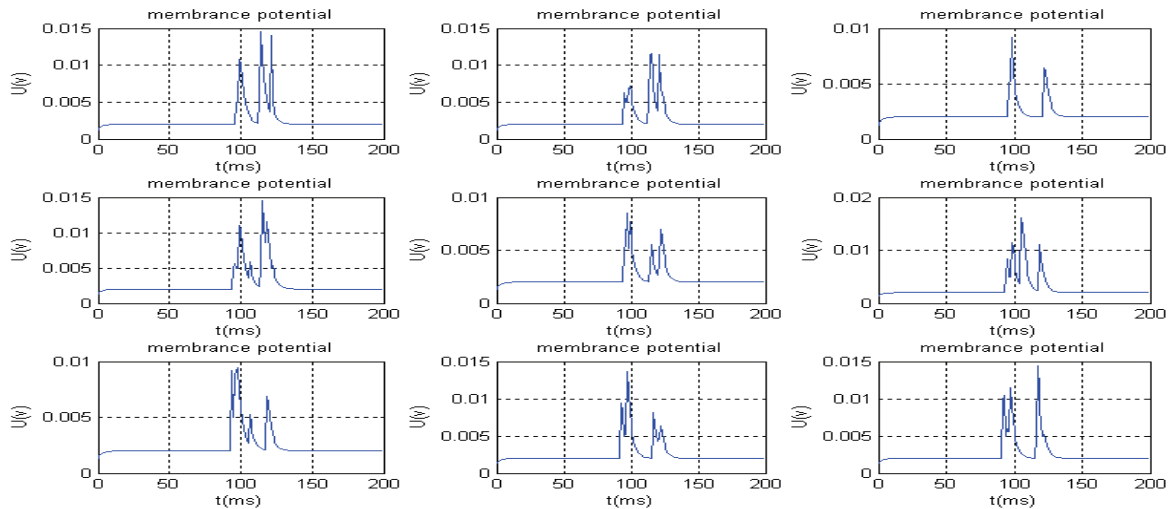 membrance potential membrance potential membrance potential
0.015 0.015 0.01
0.01 0.01
U(v) U(v) U(v)
0.005
0.005 0.005
0 0 0
0 50 100 150 200 0 50 100 150 200 0 50 100 150 200
t(ms) t(ms) t(ms)
membrance potential membrance potential membrance potential
0.015 0.01 0.02
0.01
U(v) U(v) U(v)
0.005 0.01
0.005
0 0 0
0 50 100 150 200 0 50 100 150 200 0 50 100 150 200
t(ms) t(ms) t(ms)
membrance potential membrance potential membrance potential
0.01 0.015 0.015
0.01 0.01
U(v) U(v) U(v)
0.005
0.005 0.005
0 0 0
0 50 100 150 200 0 50 100 150 200 0 50 100 150 200
t(ms) t(ms) t(ms)